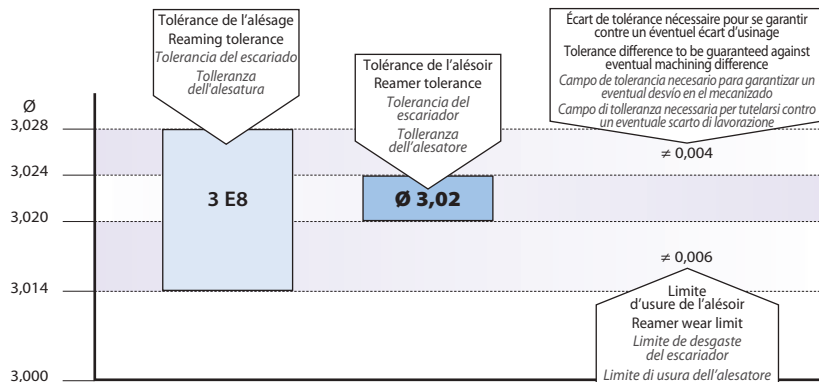 Tolérance de l'alésage
Reaming tolerance
Tolerancia del escariado
Tolleranza
dell'alesatura
Tolérance de l'alésoir
Reamer tolerance
Tolerancia del
escariador
Tolleranza
dell'alesatore
Écart de tolérance nécessaire pour se garantir
contre un éventuel écart d'usinage
Tolerance difference to be guaranteed against
eventual machining difference
Campo de tolerancia necesario para garantizar un
eventual desvío en el mecanizado
Campo di tolleranza necessaria per tutelarsi contro
un eventuale scarto di lavorazione
Ø
3,028
3,024
3,020
3,014
3,000
3 E8
Ø 3,02
≠ 0,004
≠ 0,006
Limite
d'usure de l'alésoir
Reamer wear limit
Limite de desgaste
del escariador
Limite di usura dell'alesatore